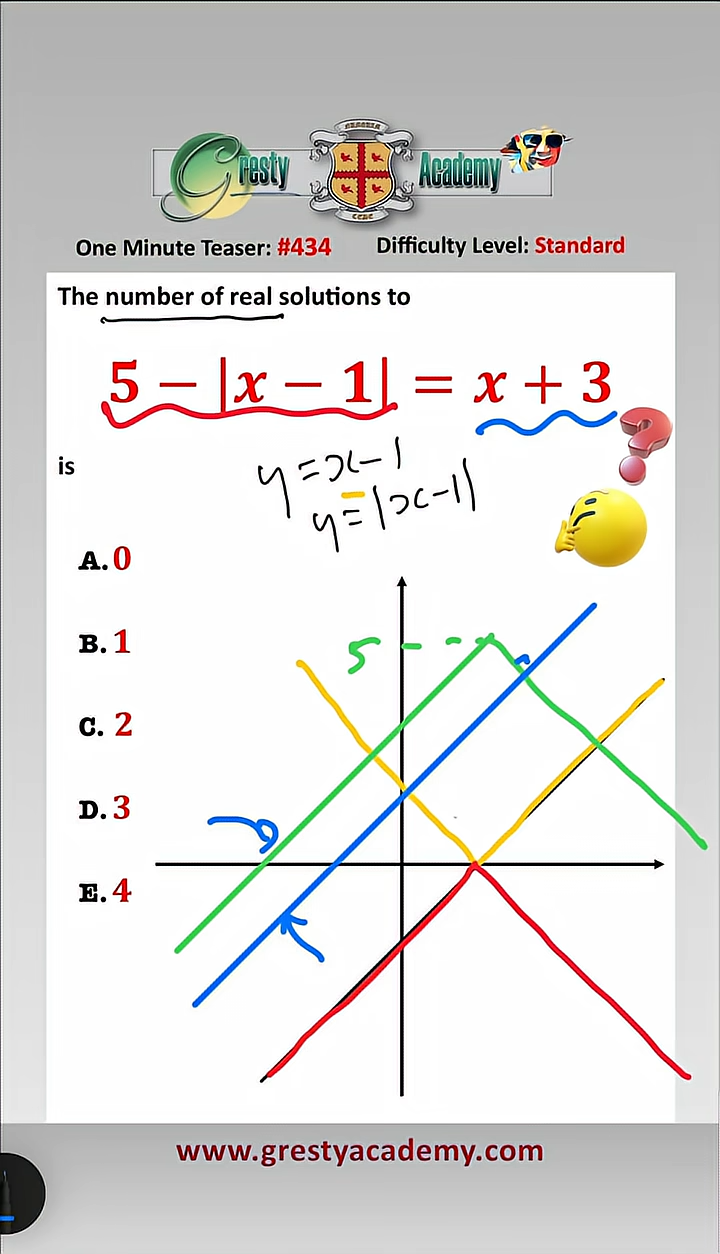 Gresty Academy
One Minute Teaser: #434 Difficulty Level: Standard
The number of real solutions to
5 − |x − 1| = x + 3
is
y = x - 1
y = |x - 1|
A. 0
B. 1
C. 2
D. 3
E. 4
5
www.grestyacademy.com